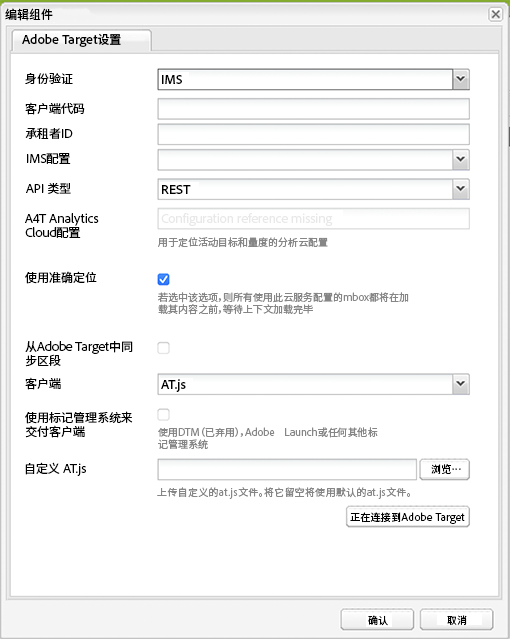 编辑组件
Adobe Target设置
身份验证
IMS
客户端代码
承租者ID
IMS配置
API 类型
REST
A4T Analytics
Cloud配置
Configuration reference missing
用于定位活动目标和量度的分析云配置
使用准确定位
若选中该选项,则所有使用此云服务配置的mbox都将在加
载其内容之前,等待上下文加载完毕
从Adobe Target中同
步区段
客户端
AT.js
使用标记管理系统来
交付客户端
使用DTM(已弃用),Adobe Launch或任何其他标
记管理系统
自定义 AT.js
浏览…
上传自定义的at.js文件。将它留空将使用默认的at.js文件。
正在连接到Adobe Target
确认
取消